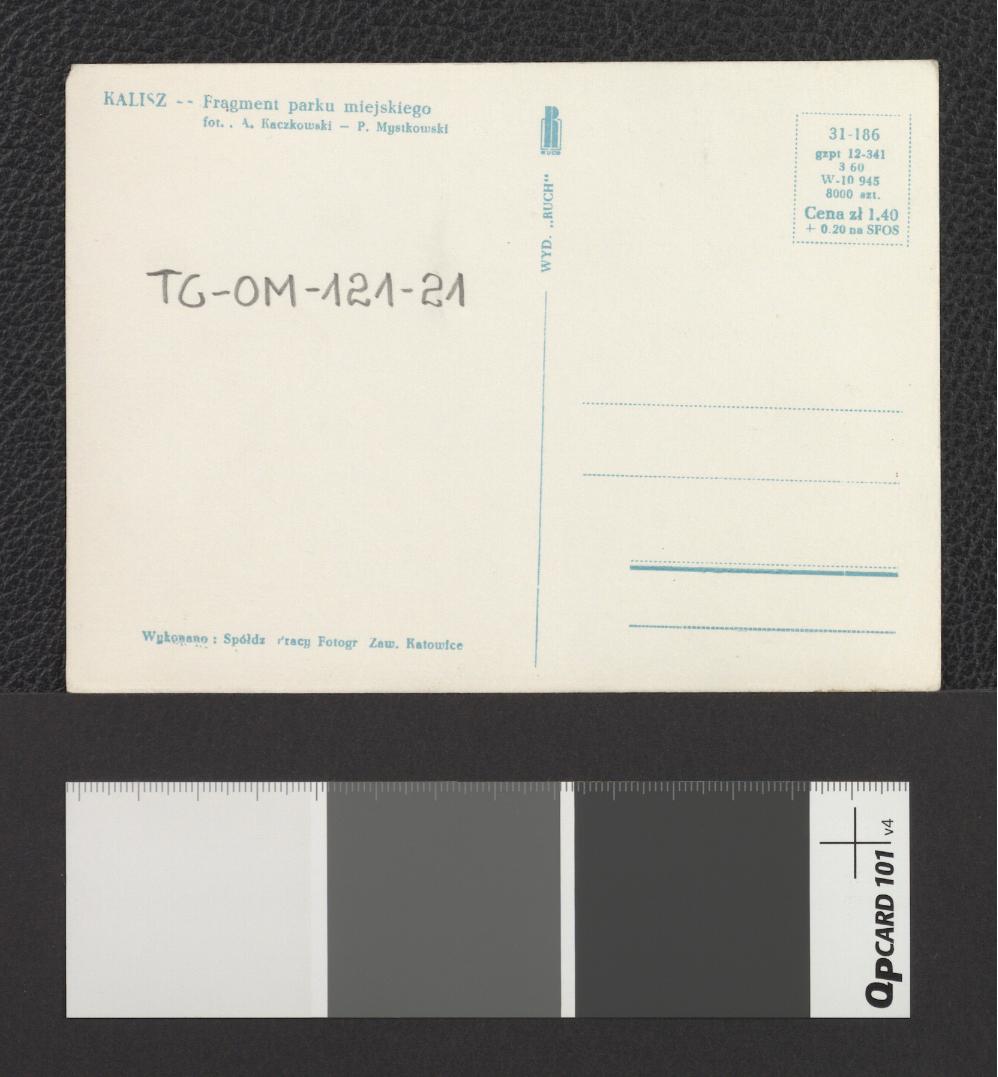 KALISZ -- Fragment parku miejskiego
fot. . A. Kaczkowski — P. Mystkowski
TG-OM-121-21
Wykonano : Spółdz Pracy Fotogr Zaw. Katowice
RUCH
WYD. „RUCH"
31-186
gzpt 12-341
3 60
W-10 945
8000 szt.
Cena zł 1.40
+ 0.20 na SFOS
QPCARD 101 v4